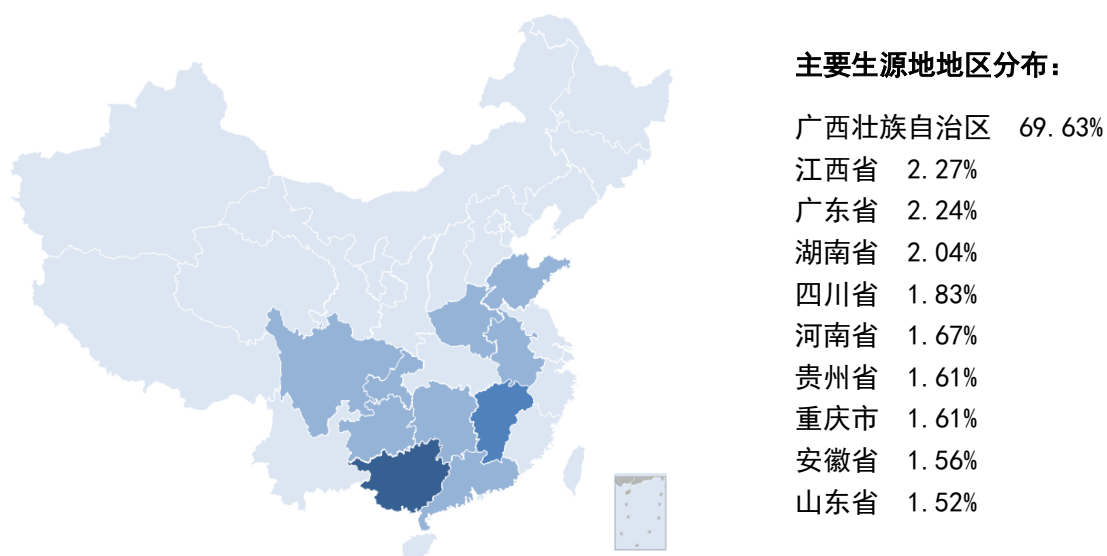 主要生源地地区分布：
广西壮族自治区 69.63%
江西省 2.27%
广东省 2.24%
湖南省 2.04%
四川省 1.83%
河南省 1.67%
贵州省 1.61%
重庆市 1.61%
安徽省 1.56%
山东省 1.52%